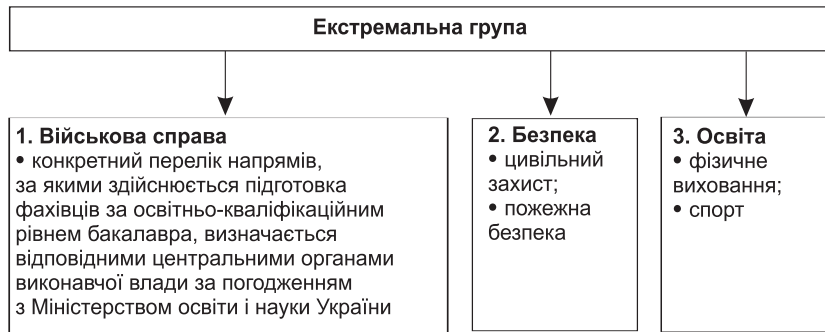 Екстремальна група
1. Військова справа
• конкретний перелік напрямів,
за якими здійснюється підготовка
фахівців за освітньо-кваліфікаційним
рівнем бакалавра, визначається
відповідними центральними органами
виконавчої влади за погодженням
з Міністерством освіти і науки України
2. Безпека
• цивільний
захист;
• пожежна
безпека
3. Освіта
• фізичне
виховання;
• спорт